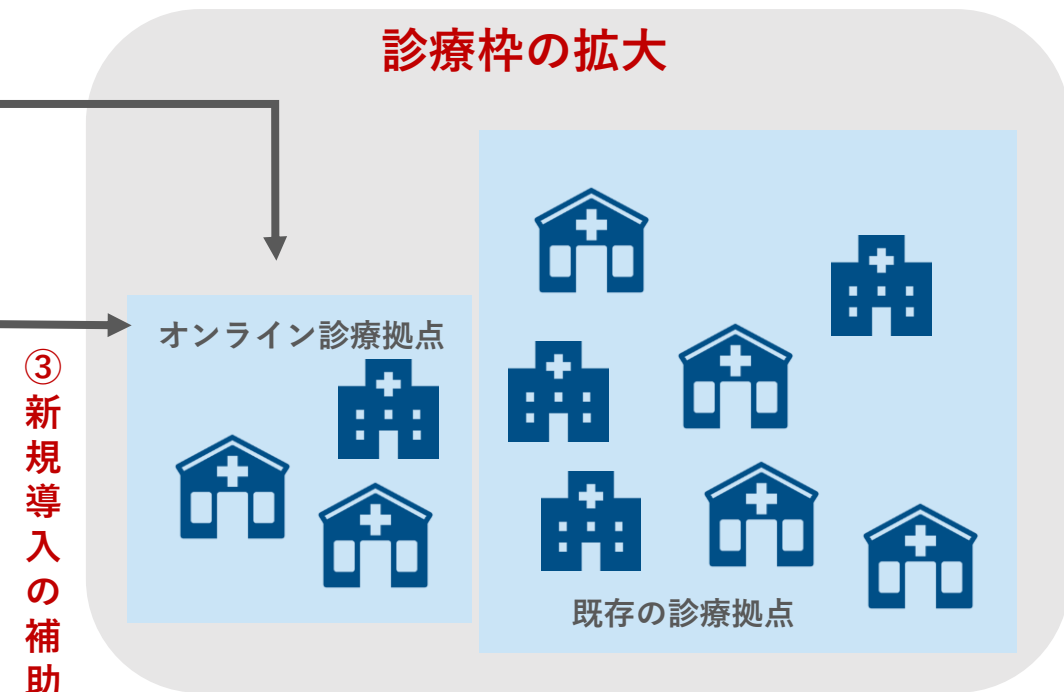 診療枠の拡大
オンライン診療拠点
既存の診療拠点
③新規導入の補助